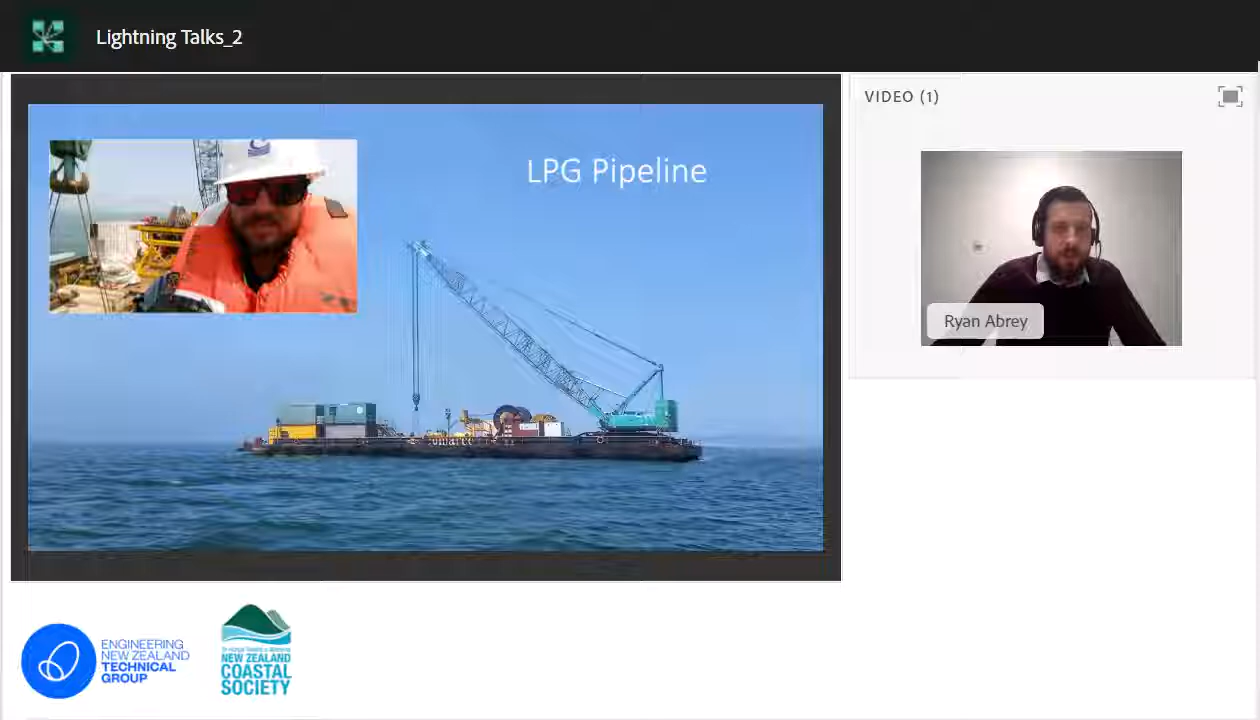 Lightning Talks_2
LPG Pipeline
VIDEO (1)
Ryan Abrey
ENGINEERING
NEW ZEALAND
TECHNICAL
GROUP
NEW ZEALAND
COASTAL
SOCIETY